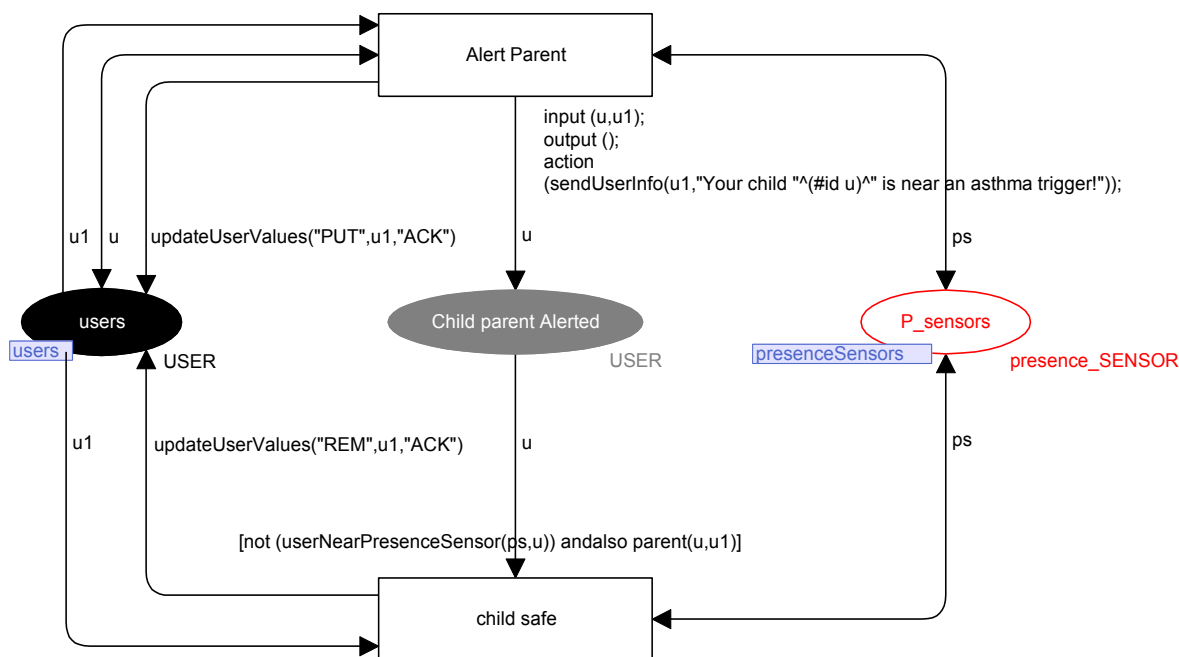 Alert Parent
input (u,u1);
output ();
action
(sendUserInfo(u1,"Your child "^(#id u)^" is near an asthma trigger!"));
u1
u
updateUserValues("PUT",u1,"ACK")
u
ps
users
users
USER
Child parent Alerted
USER
P_sensors
presenceSensors
presence_SENSOR
u1
updateUserValues("REM",u1,"ACK")
u
ps
[not (userNearPresenceSensor(ps,u)) andalso parent(u,u1)]
child safe